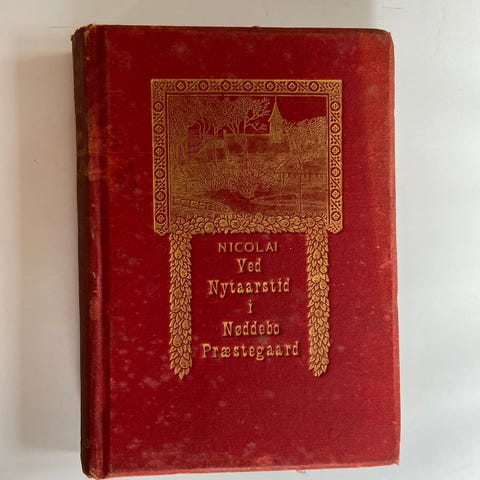 NICOLAI
Ved
Nytaarstid
i
Nøddebo
Præstegaard